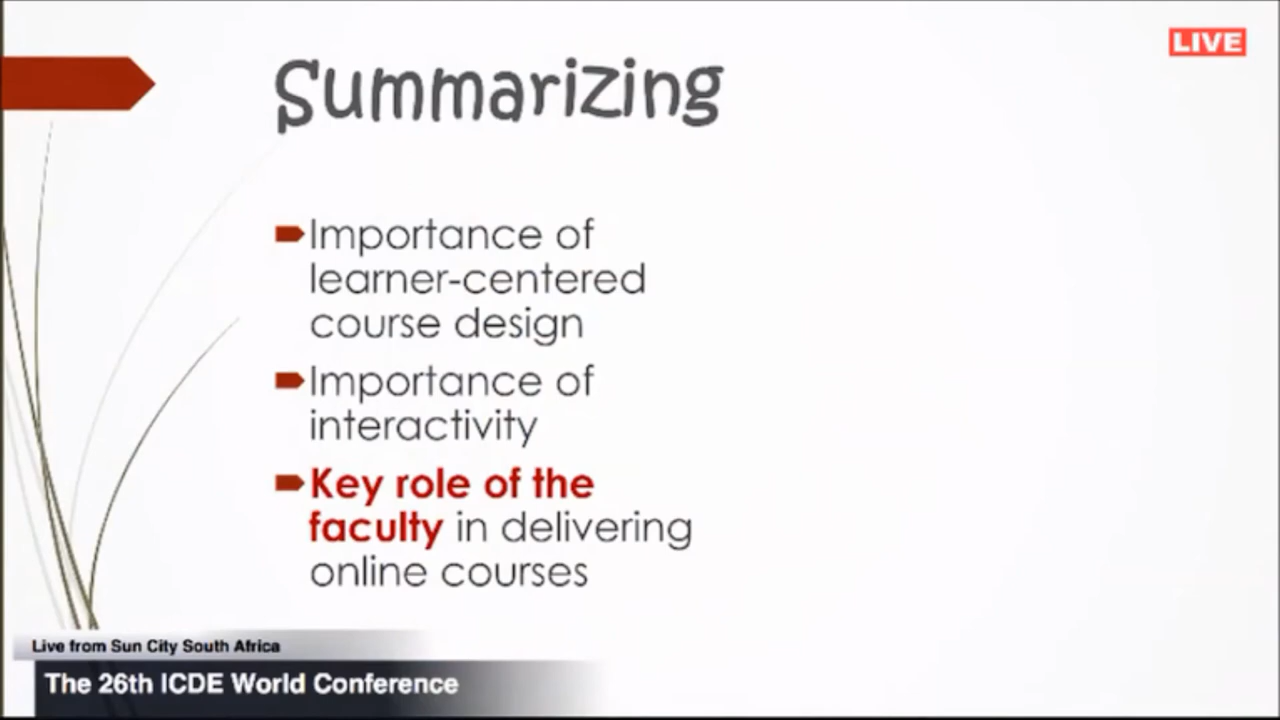 LIVE
Summarizing
Importance of
learner-centered
course design
Importance of
interactivity
Key role of the
faculty in delivering
online courses
Live from Sun City South Africa
The 26th ICDE World Conference